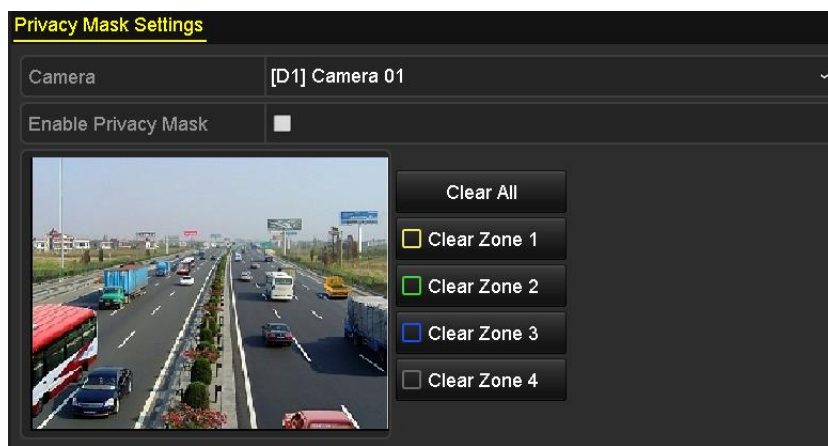 Privacy Mask Settings
Camera
[D1] Camera 01
Enable Privacy Mask
Clear All
Clear Zone 1
Clear Zone 2
Clear Zone 3
Clear Zone 4